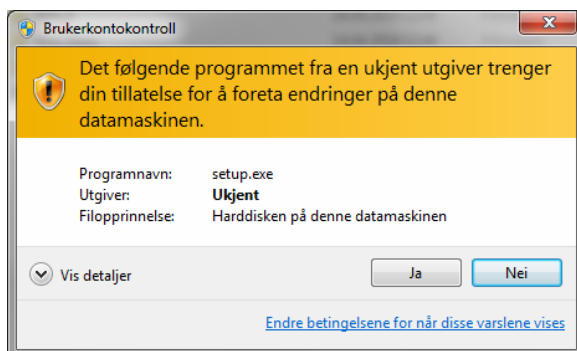 Brukerkontokontroll
Det følgende programmet fra en ukjent utgiver trenger
din tillatelse for å foreta endringer på denne
datamaskinen.
Programnavn: setup.exe
Utgiver: Ukjent
Filopprinnelse: Harddisken på denne datamaskinen
Vis detaljer Ja Nei
Endre betingelsene for når disse varslene vises